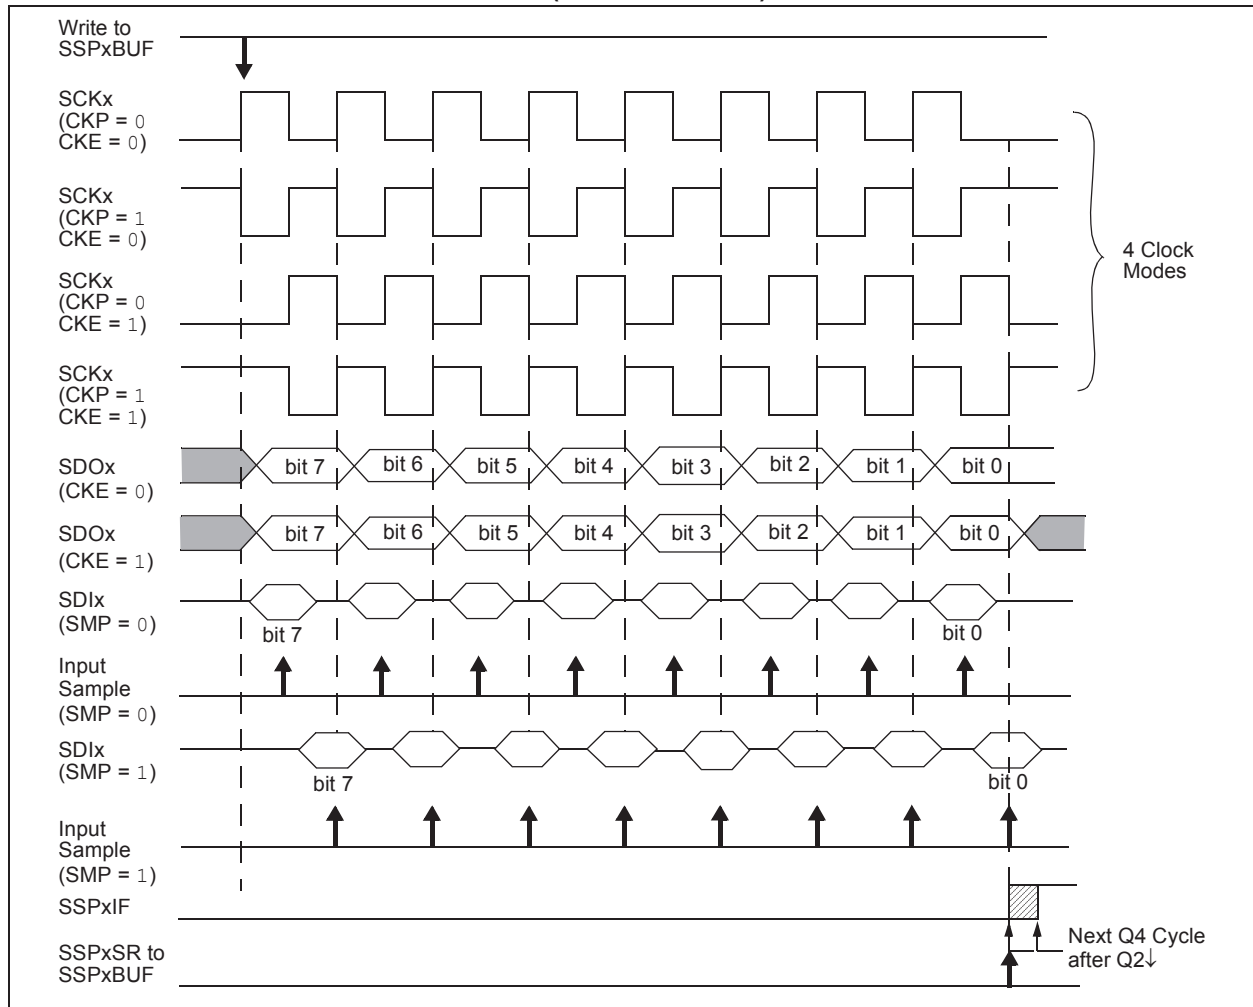 Write to
SSPxBUF
SCKx
(CKP = 0
CKE = 0)
SCKx
(CKP = 1
CKE = 0)
SCKx
(CKP = 0
CKE = 1)
SCKx
(CKP = 1
CKE = 1)
4 Clock
Modes
SDOx
(CKE = 0)
bit 7 bit 6 bit 5 bit 4 bit 3 bit 2 bit 1 bit 0
SDOx
(CKE = 1)
bit 7 bit 6 bit 5 bit 4 bit 3 bit 2 bit 1 bit 0
SDIx
(SMP = 0)
bit 7 bit 0
Input
Sample
(SMP = 0)
SDIx
(SMP = 1)
bit 7 bit 0
Input
Sample
(SMP = 1)
SSPxIF
SSPxSR to
SSPxBUF
Next Q4 Cycle
after Q2↓